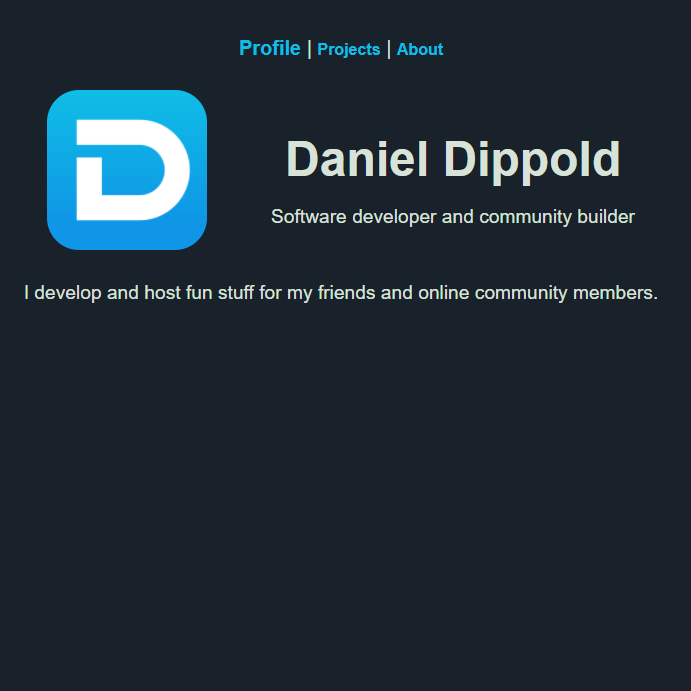 Profile | Projects | About
D
Daniel Dippold
Software developer and community builder
I develop and host fun stuff for my friends and online community members.